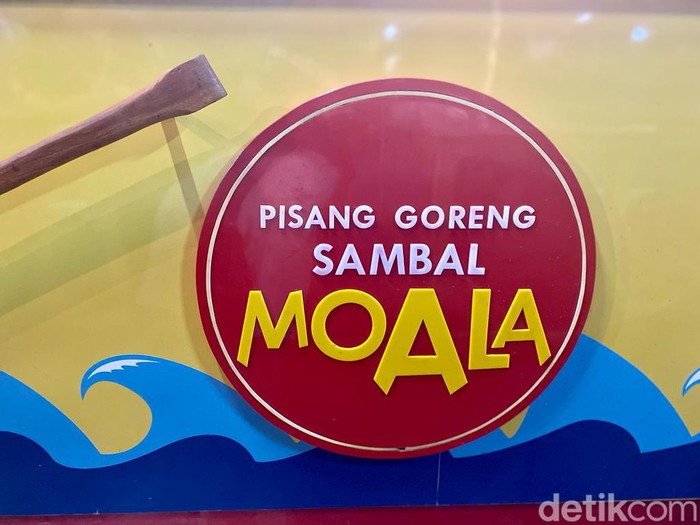 PISANG GORENG
SAMBAL
MOALA
detikcom